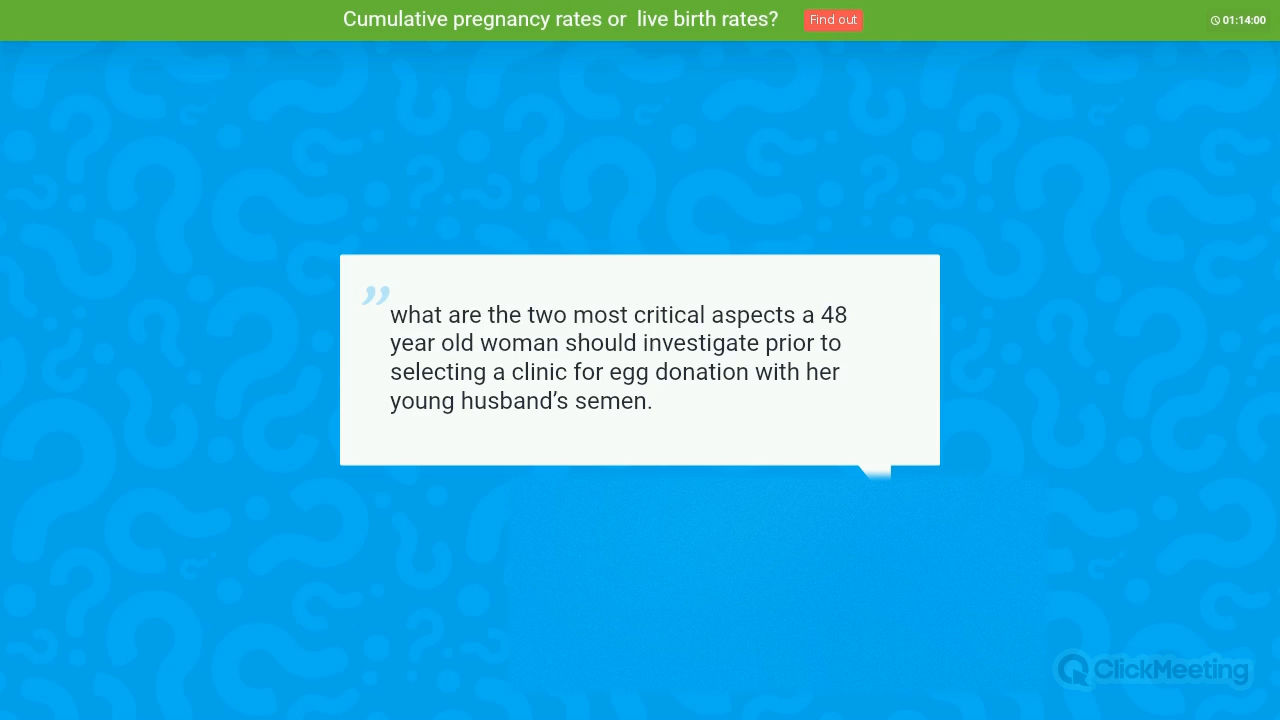 Cumulative pregnancy rates or  live birth rates?
Find out
01:14:00
”
what are the two most critical aspects a 48
year old woman should investigate prior to
selecting a clinic for egg donation with her
young husband’s semen.
ClickMeeting